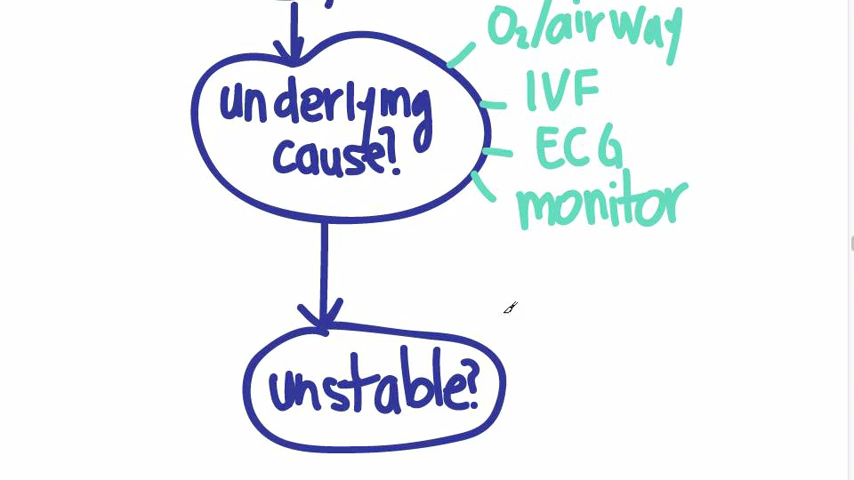 O₂/airway
IVF
underlying
cause?
ECG
monitor
unstable?